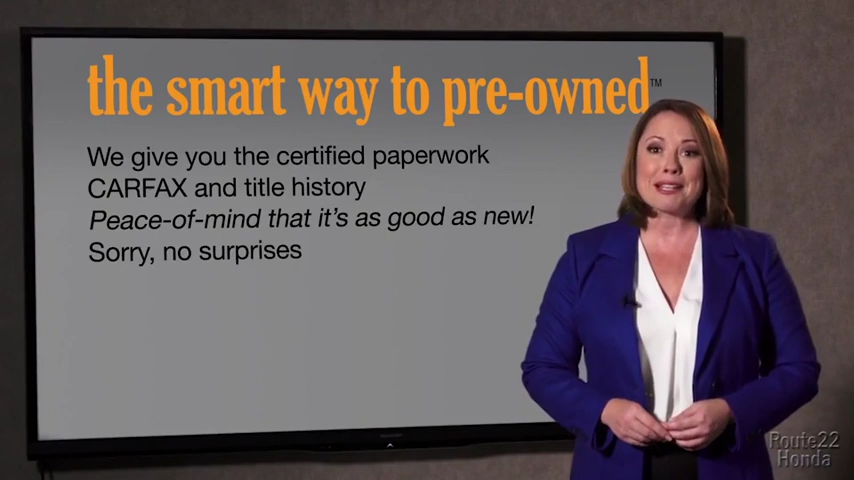 the smart way to pre-owned™
We give you the certified paperwork
CARFAX and title history
Peace-of-mind that it's as good as new!
Sorry, no surprises
Route22
Honda